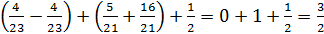 (4/23 − 4/23) + (5/21 + 16/21) + 1/2 = 0 + 1 + 1/2 = 3/2